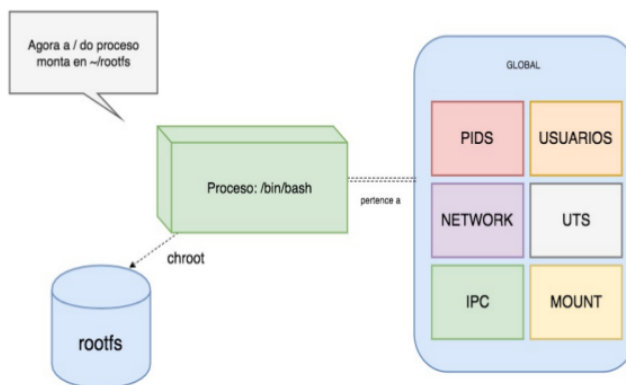 Agora a / do proceso
monta en ~/rootfs
GLOBAL
PIDS
USUARIOS
Proceso: /bin/bash
pertence a
NETWORK
UTS
chroot
IPC
MOUNT
rootfs